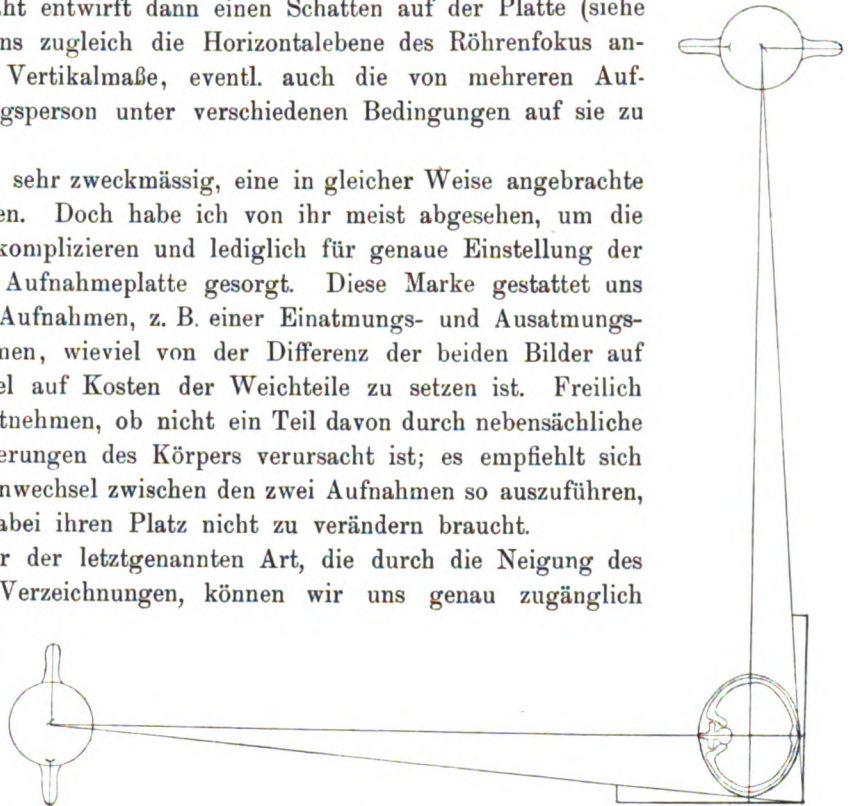 ht entwirft dann einen Schatten auf der Platte (siehe
ns zugleich die Horizontalebene des Röhrenfokus an-
Vertikalmaße, eventl. auch die von mehreren Auf-
gsperson unter verschiedenen Bedingungen auf sie zu
sehr zweckmässig, eine in gleicher Weise angebrachte
en. Doch habe ich von ihr meist abgesehen, um die
komplizieren und lediglich für genaue Einstellung der
Aufnahmeplatte gesorgt. Diese Marke gestattet uns
Aufnahmen, z. B. einer Einatmungs- und Ausatmungs-
men, wieviel von der Differenz der beiden Bilder auf
el auf Kosten der Weichteile zu setzen ist. Freilich
tnehmen, ob nicht ein Teil davon durch nebensächliche
erungen des Körpers verursacht ist; es empfiehlt sich
nwechsel zwischen den zwei Aufnahmen so auszuführen,
abei ihren Platz nicht zu verändern braucht.
r der letztgenannten Art, die durch die Neigung des
Verzeichnungen, können wir uns genau zugänglich